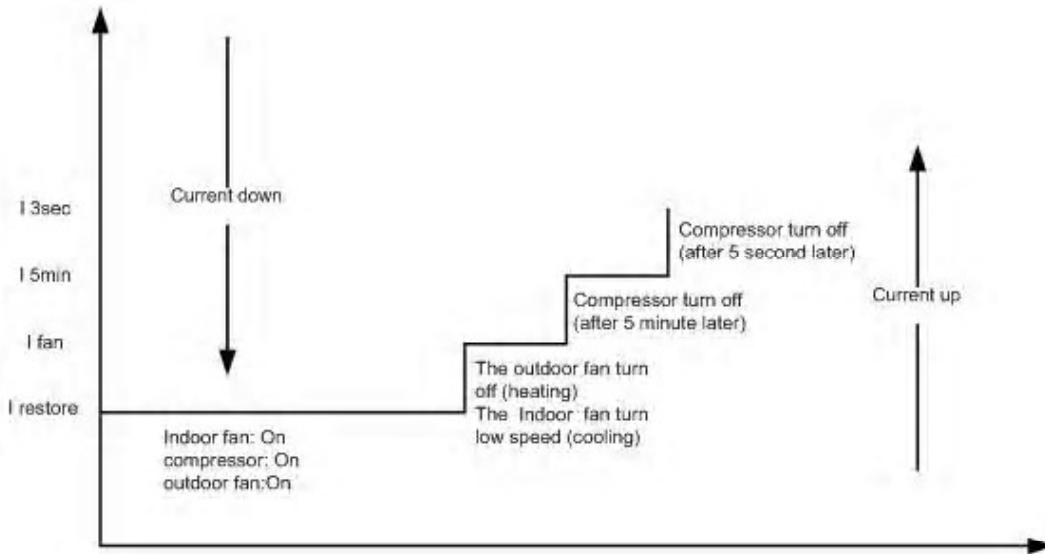 Current down
I 3sec
Compressor turn off
(after 5 second later)
I 5min
Current up
Compressor turn off
(after 5 minute later)
I fan
The outdoor fan turn
off (heating)
The Indoor fan turn
low speed (cooling)
I restore
Indoor fan: On
compressor: On
outdoor fan:On